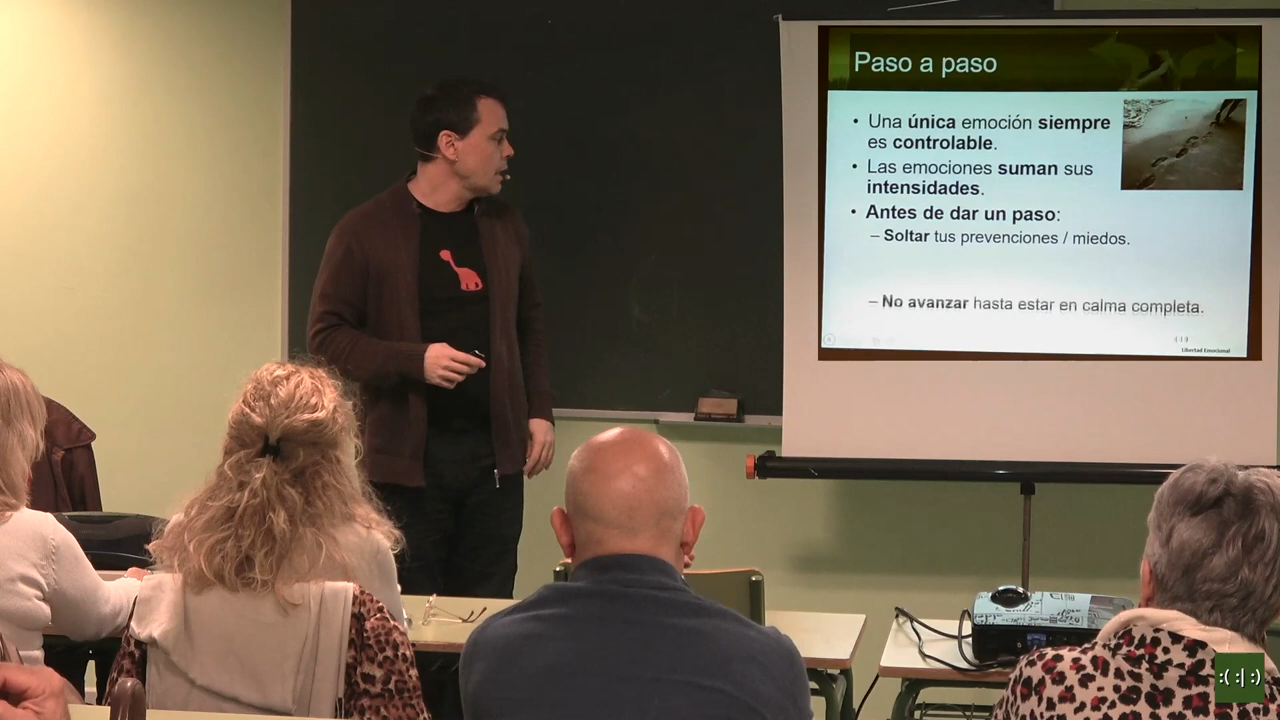 Paso a paso
• Una única emoción siempre
es controlable.
• Las emociones suman sus
intensidades.
• Antes de dar un paso:
– Soltar tus prevenciones / miedos.
– No avanzar hasta estar en calma completa.
Libertad Emocional
:( :| :)